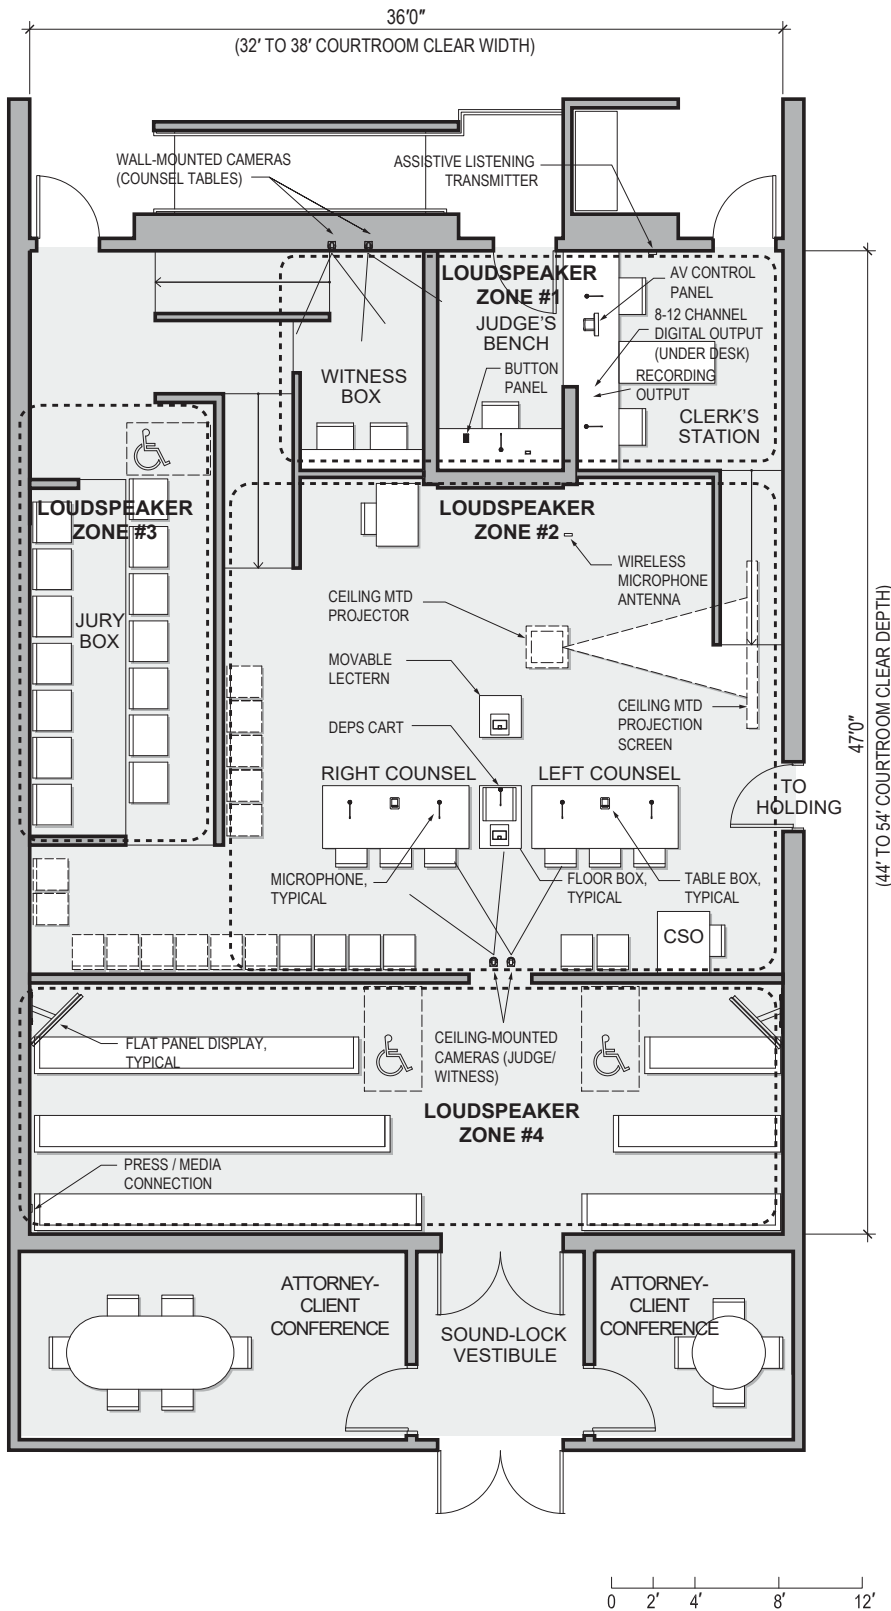 36'0"
(32' TO 38' COURTROOM CLEAR WIDTH)
WALL-MOUNTED CAMERAS
(COUNSEL TABLES)
ASSISTIVE LISTENING
TRANSMITTER
LOUDSPEAKER
ZONE #1
JUDGE'S
BENCH
AV CONTROL
PANEL
8-12 CHANNEL
DIGITAL OUTPUT
(UNDER DESK)
RECORDING
OUTPUT
BUTTON
PANEL
WITNESS
BOX
CLERK'S
STATION
LOUDSPEAKER
ZONE #3
LOUDSPEAKER
ZONE #2
WIRELESS
MICROPHONE
ANTENNA
CEILING MTD
PROJECTOR
JURY
BOX
MOVABLE
LECTERN
CEILING MTD
PROJECTION
SCREEN
DEPS CART
47'0"
(44' TO 54' COURTROOM CLEAR DEPTH)
RIGHT COUNSEL
LEFT COUNSEL
TO
HOLDING
MICROPHONE,
TYPICAL
FLOOR BOX,
TYPICAL
TABLE BOX,
TYPICAL
CSO
FLAT PANEL DISPLAY,
TYPICAL
CEILING-MOUNTED
CAMERAS (JUDGE/
WITNESS)
LOUDSPEAKER
ZONE #4
PRESS / MEDIA
CONNECTION
ATTORNEY-
CLIENT
CONFERENCE
SOUND-LOCK
VESTIBULE
ATTORNEY-
CLIENT
CONFERENCE
0 2' 4' 8' 12'